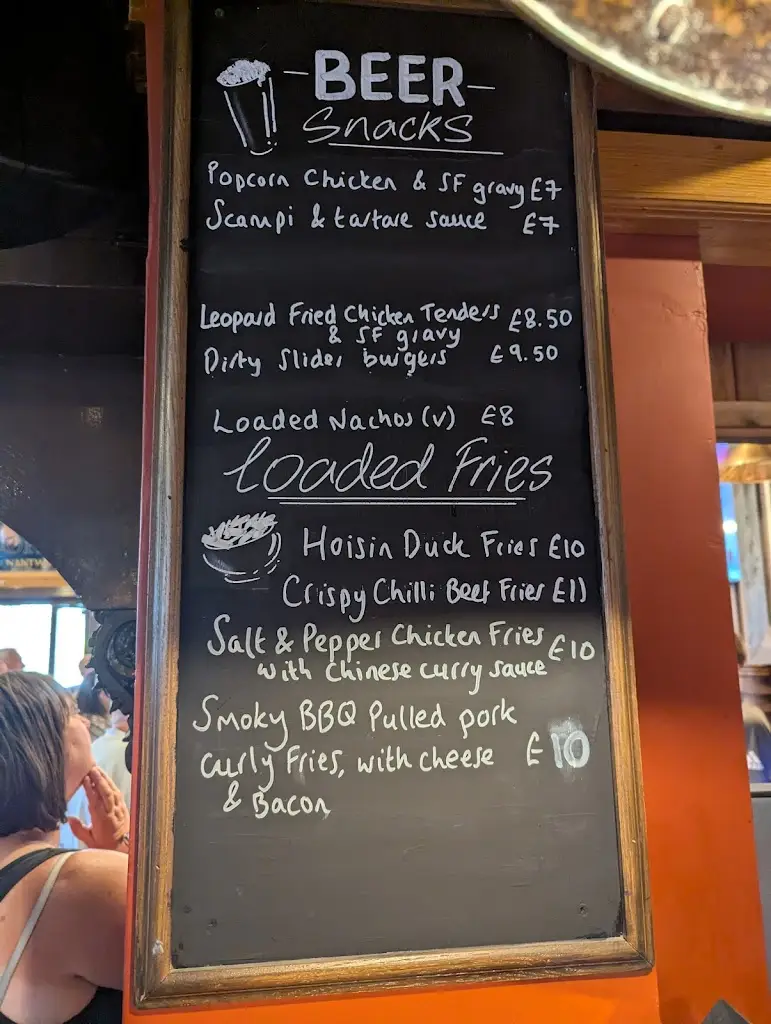 -BEER-
Snacks
Popcorn Chicken & SF gravy £7
Scampi & tartare sauce £7
Leopard Fried Chicken Tenders £8.50
& SF gravy
Dirty Slider burgers £9.50
Loaded Nachos (v) £8
Loaded Fries
Hoisin Duck Fries £10
Crispy Chilli Beef Fries £11
Salt & Pepper Chicken Fries £10
with Chinese curry sauce
Smoky BBQ Pulled pork
Curly Fries, with cheese £10
& Bacon